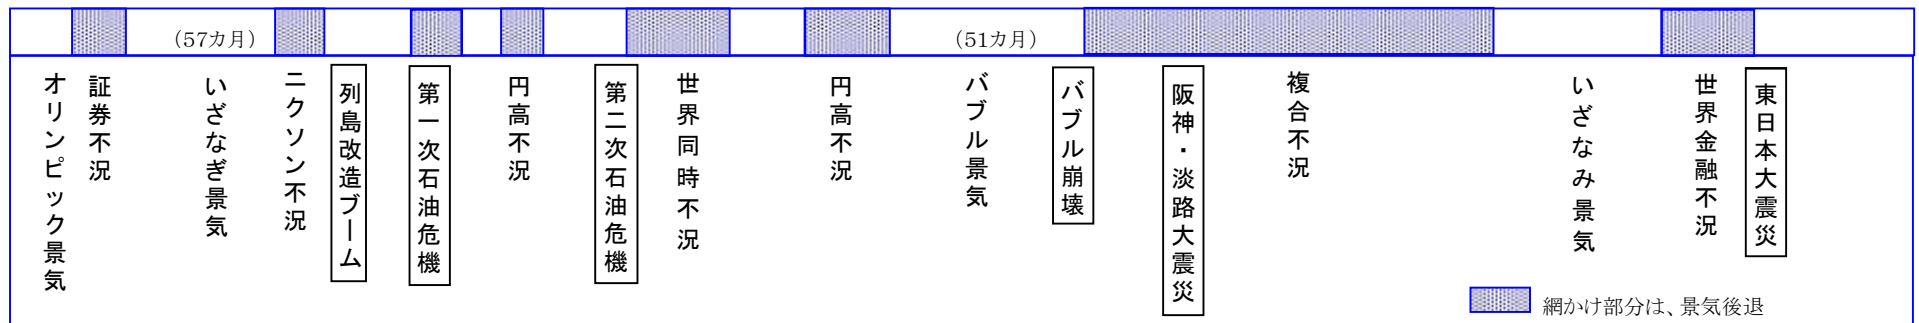 (57カ月)
(51カ月)
オリンピック景気
証券不況
いざなぎ景気
ニクソン不況
列島改造ブーム
第一次石油危機
円高不況
第二次石油危機
世界同時不況
円高不況
バブル景気
バブル崩壊
阪神・淡路大震災
複合不況
いざなみ景気
世界金融不況
東日本大震災
網かけ部分は、景気後退